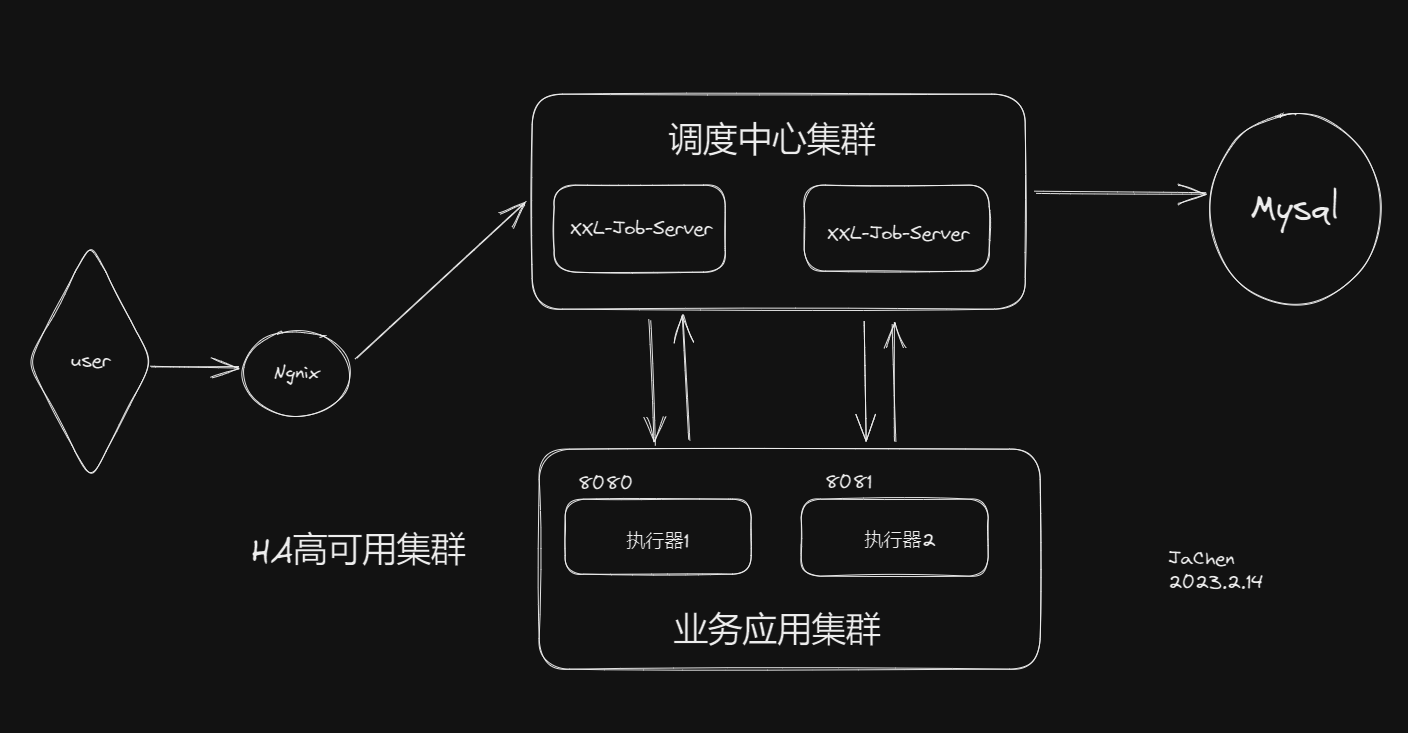 调度中心集群
XXL-Job-Server
XXL-Job-Server
Mysql
user
Ngnix
8080
8081
执行器1
执行器2
HA高可用集群
业务应用集群
JaChen
2023.2.14